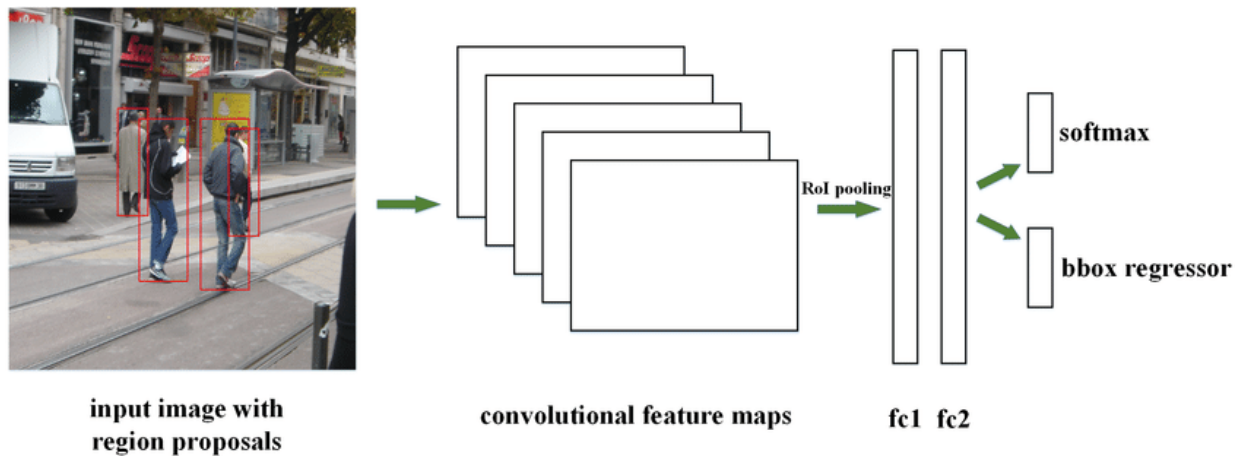 RoI pooling
softmax
bbox regressor
input image with
region proposals
convolutional feature maps
fc1 fc2